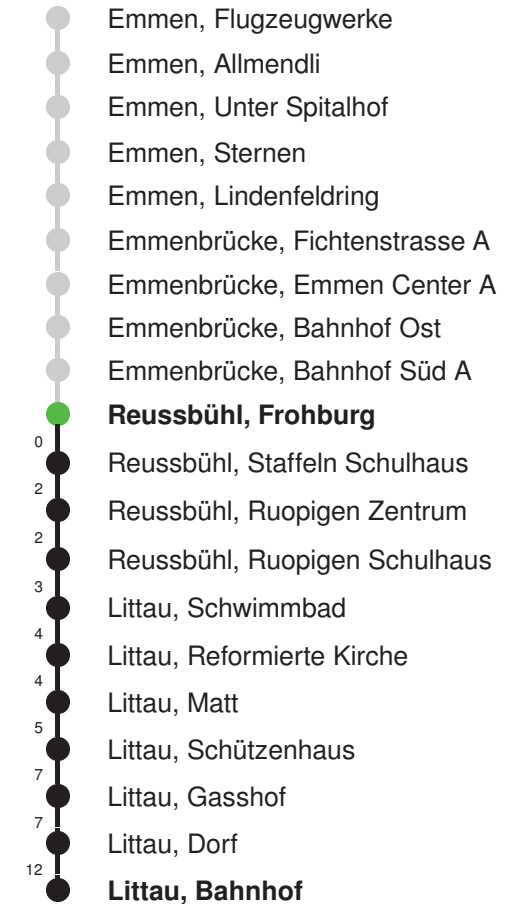 Emmen, Flugzeugwerke
Emmen, Allmendli
Emmen, Unter Spitalhof
Emmen, Sternen
Emmen, Lindenfeldring
Emmenbrücke, Fichtenstrasse A
Emmenbrücke, Emmen Center A
Emmenbrücke, Bahnhof Ost
Emmenbrücke, Bahnhof Süd A
Reussbühl, Frohburg
0 Reussbühl, Staffeln Schulhaus
2 Reussbühl, Ruopigen Zentrum
2 Reussbühl, Ruopigen Schulhaus
3 Littau, Schwimmbad
4 Littau, Reformierte Kirche
4 Littau, Matt
5 Littau, Schützenhaus
7 Littau, Gasshof
7 Littau, Dorf
12 Littau, Bahnhof